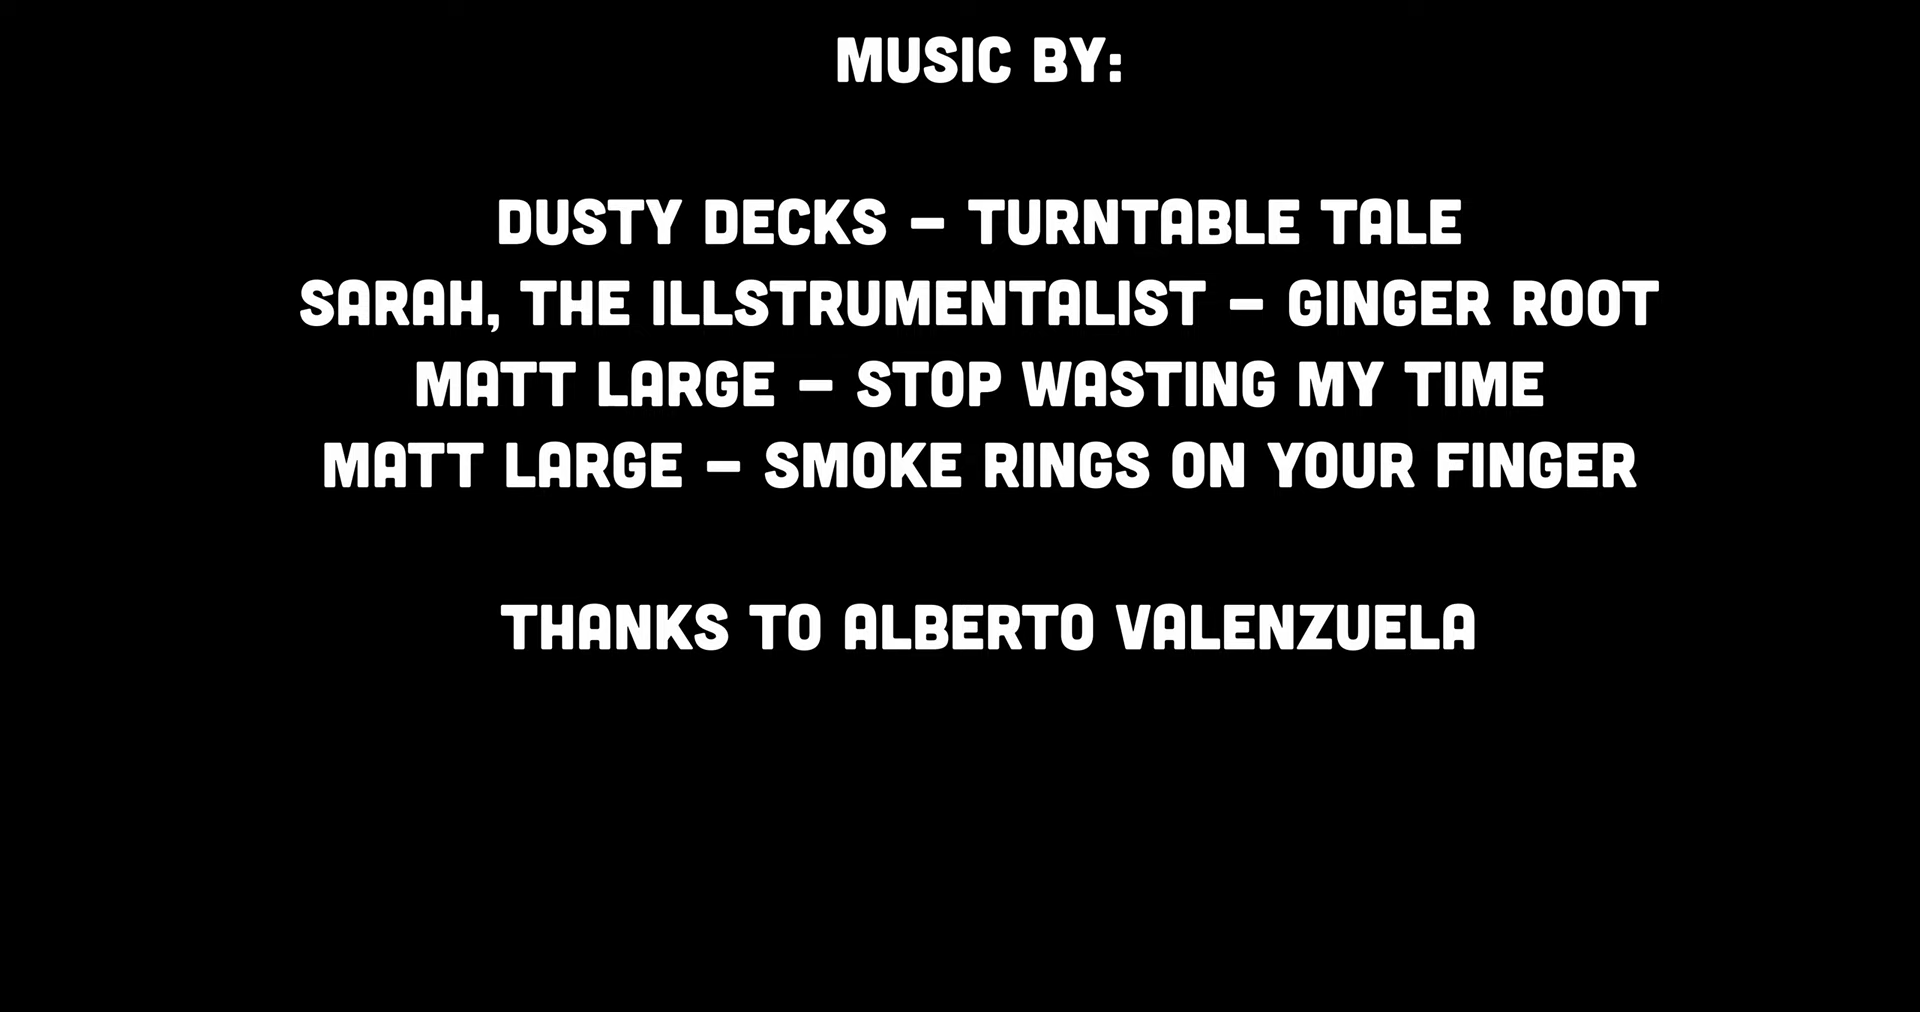 MUSIC BY:
DUSTY DECKS – TURNTABLE TALE
SARAH, THE ILLSTRUMENTALIST – GINGER ROOT
MATT LARGE – STOP WASTING MY TIME
MATT LARGE – SMOKE RINGS ON YOUR FINGER
THANKS TO ALBERTO VALENZUELA